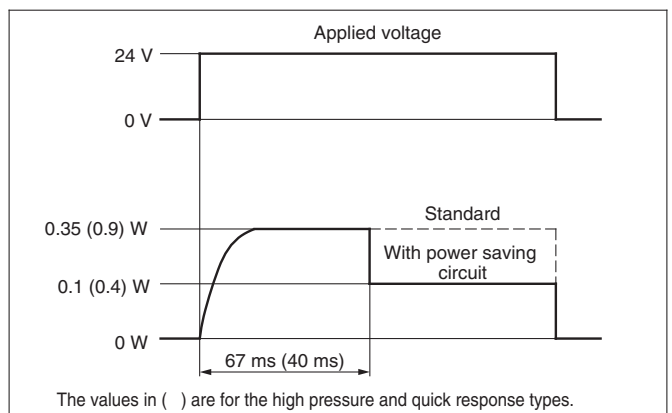 Applied voltage
24 V
0 V
0.35 (0.9) W
Standard
With power saving
circuit
0.1 (0.4) W
0 W
67 ms (40 ms)
The values in ( ) are for the high pressure and quick response types.